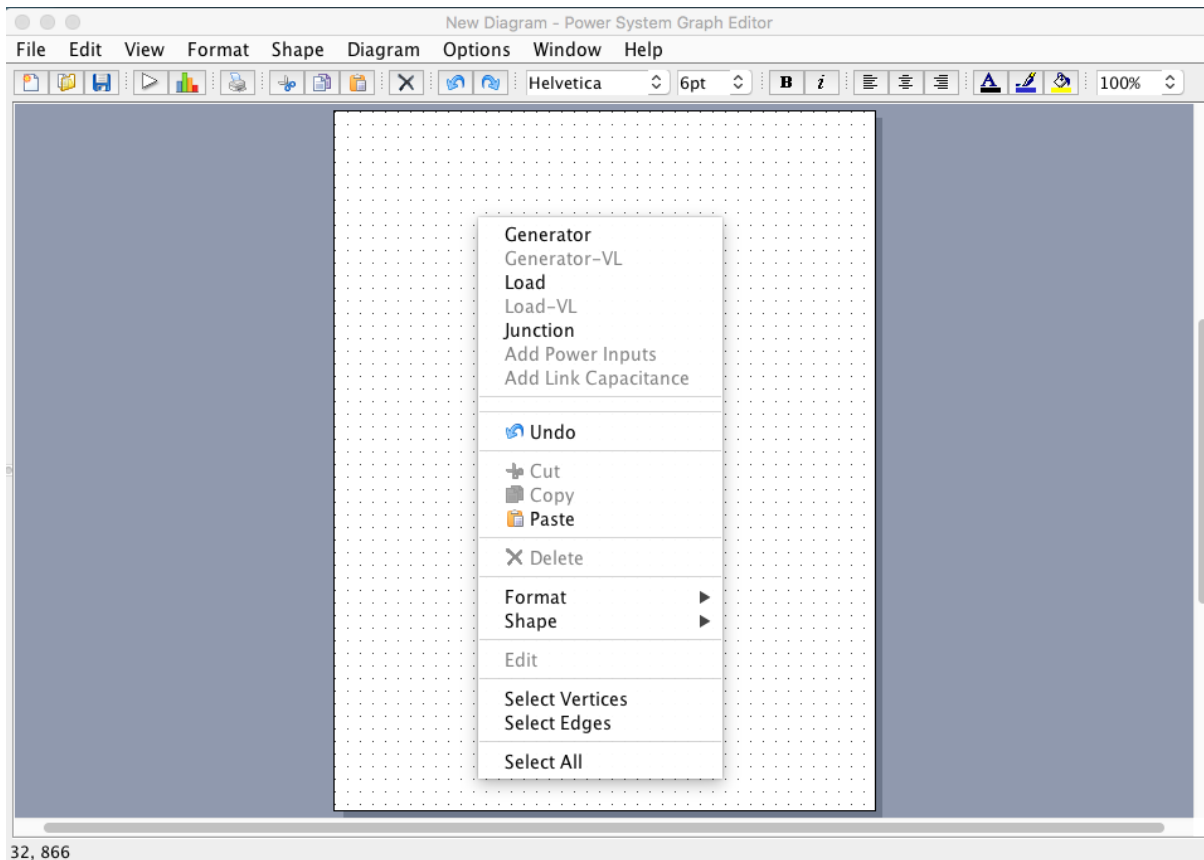 New Diagram - Power System Graph Editor
File Edit View Format Shape Diagram Options Window Help
Helvetica 6pt B i A 100%
Generator
Generator-VL
Load
Load-VL
Junction
Add Power Inputs
Add Link Capacitance
Undo
Cut
Copy
Paste
Delete
Format
Shape
Edit
Select Vertices
Select Edges
Select All
32, 866